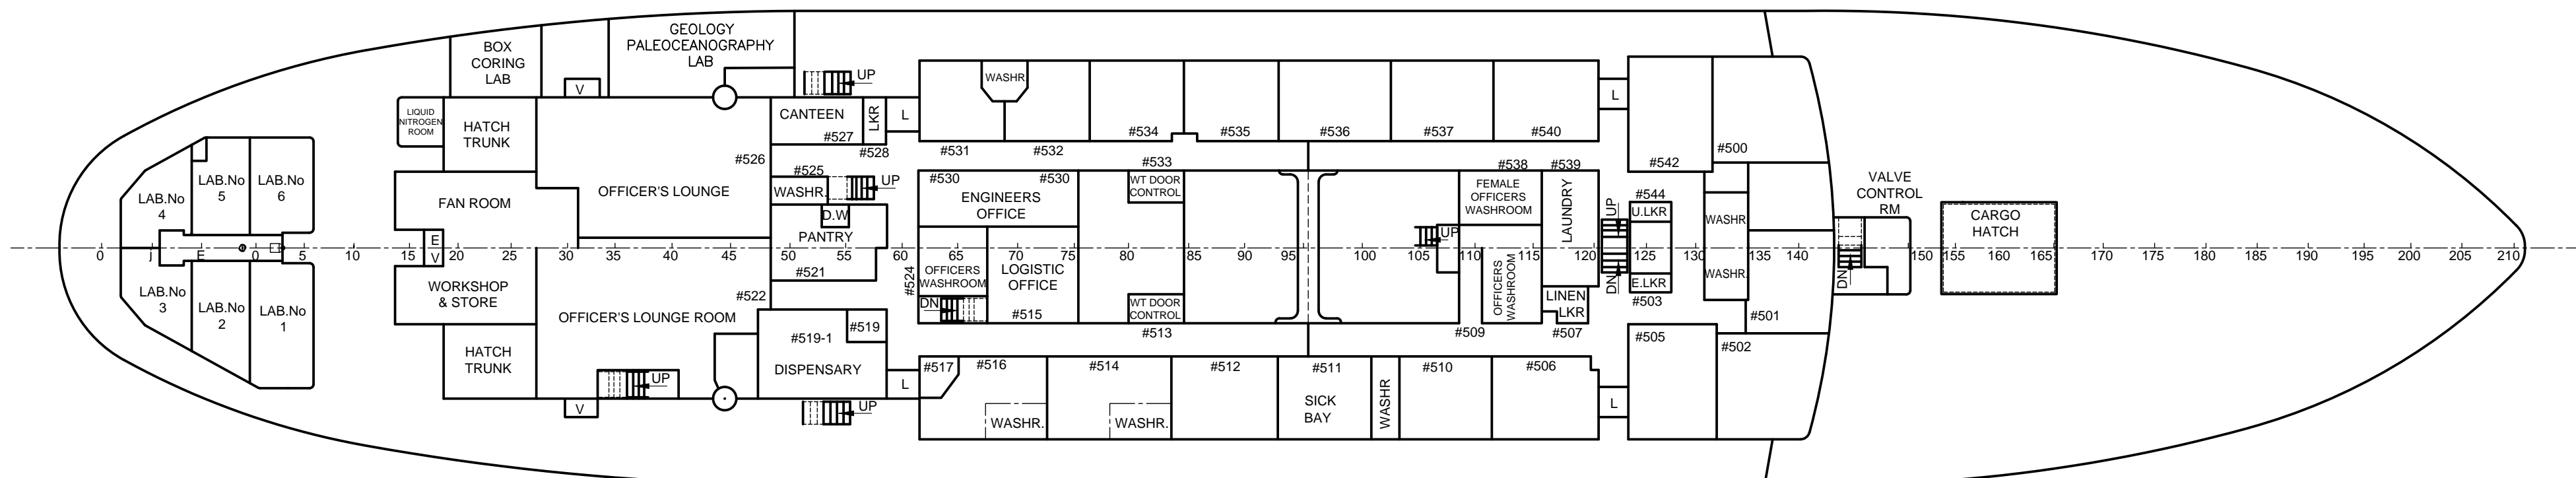 GEOLOGY
PALEOCEANOGRAPHY
LAB
BOX
CORING
LAB
V
UP
LIQUID
NITROGEN
ROOM
HATCH
TRUNK
CANTEEN
#527
LKR
#528
L
WASHR
#531
#532
#534
#535
#536
#537
#540
L
#542
#500
LAB.No
4
LAB.No
5
LAB.No
6
FAN ROOM
E
V
OFFICER'S LOUNGE
#526
#525
WASHR.
UP
D.W
PANTRY
#521
#530
#530
ENGINEERS
OFFICE
WT DOOR
CONTROL
#533
#538
#539
FEMALE
OFFICERS
WASHROOM
LAUNDRY
UP
UP
DN
#544
U.LKR
E.LKR
#503
WASHR
WASHR.
VALVE
CONTROL
RM
DN
CARGO
HATCH
0
J
E
0
5
10
15
20
25
30
35
40
45
50
55
60
65
70
75
80
85
90
95
100
105
110
115
120
125
130
135
140
150
155
160
165
170
175
180
185
190
195
200
205
210
LAB.No
3
LAB.No
2
LAB.No
1
WORKSHOP
& STORE
OFFICER'S LOUNGE ROOM
#522
#524
OFFICERS
WASHROOM
DN
LOGISTIC
OFFICE
#515
WT DOOR
CONTROL
#513
#509
OFFICERS
WASHROOM
LINEN
LKR
#507
#501
HATCH
TRUNK
UP
V
#519-1
#519
DISPENSARY
UP
L
#517
#516
WASHR.
#514
WASHR.
#512
#511
SICK
BAY
WASHR
#510
#506
L
#505
#502